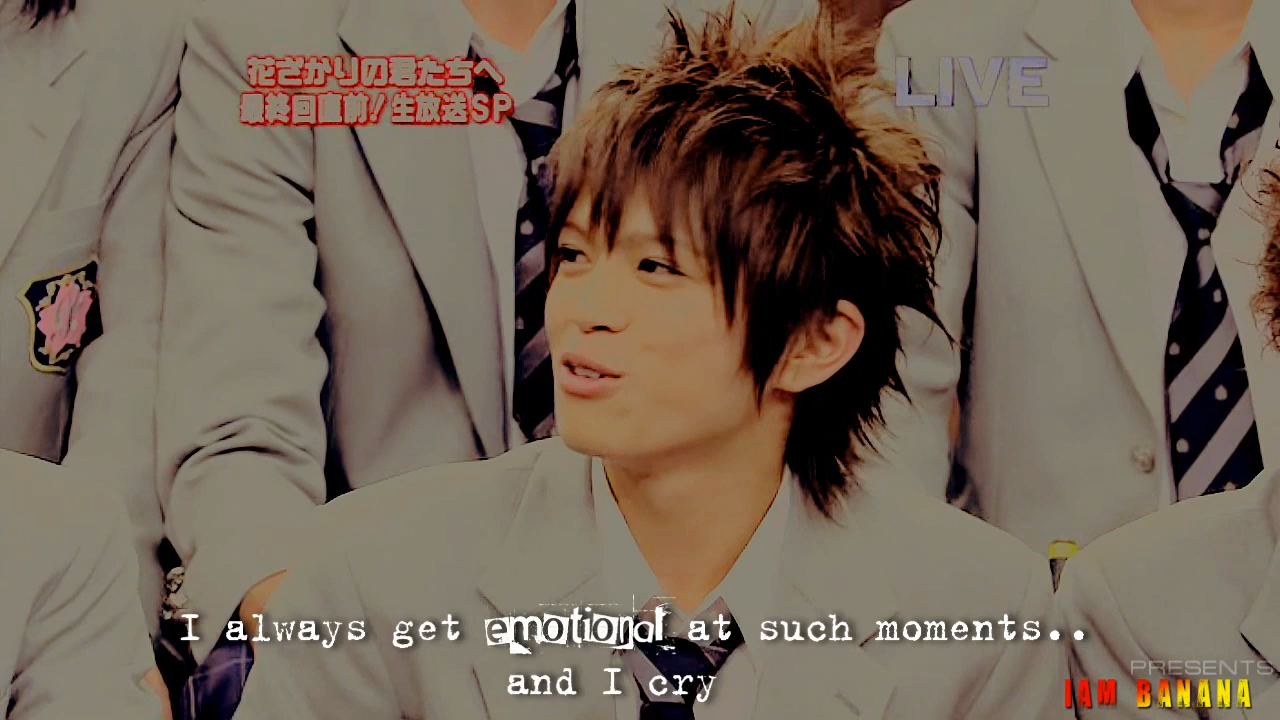 花ざかりの君たちへ
最終回直前!生放送SP
LIVE
I always get emotional at such moments..
and I cry
PRESENTS
IAM BANANA